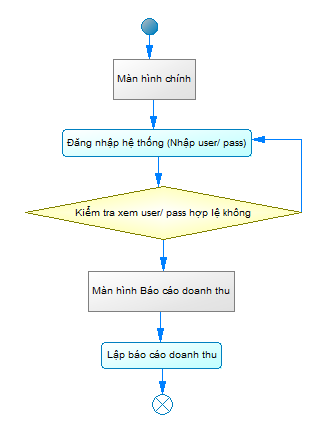 Màn hình chính
Đăng nhập hệ thống (Nhập user/ pass)
Kiểm tra xem user/ pass hợp lệ không
Màn hình Báo cáo doanh thu
Lập báo cáo doanh thu